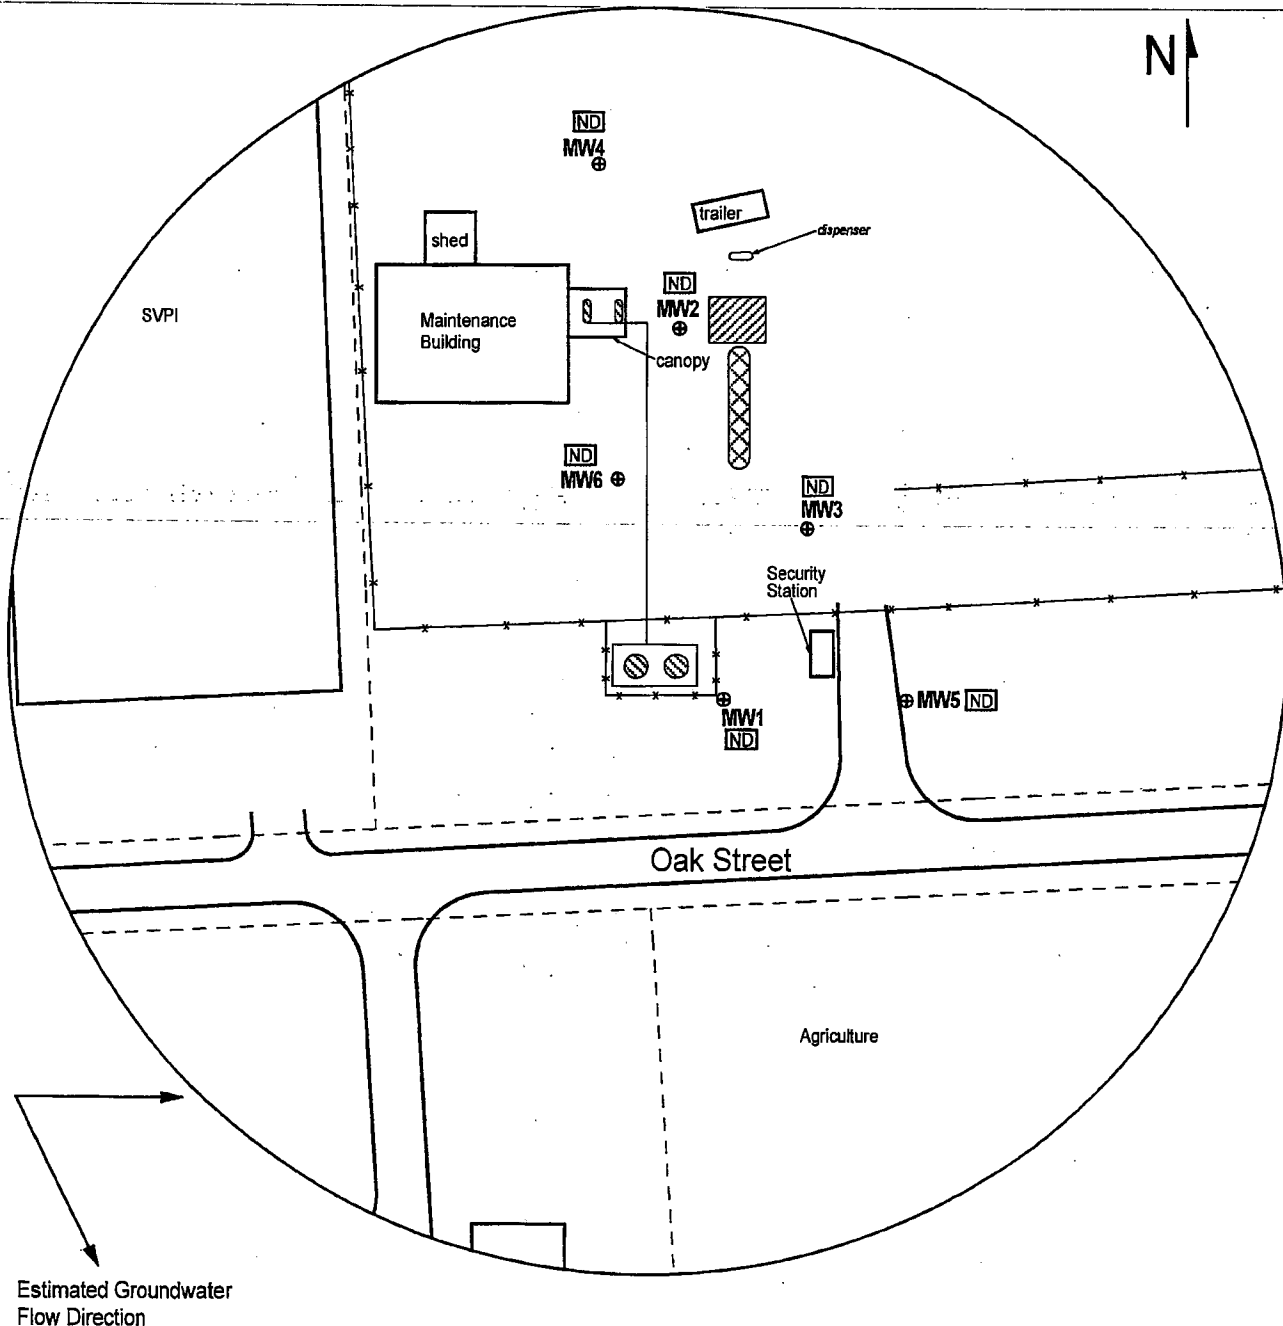 N
ND
MW4
trailer
dispenser
shed
ND
MW2
SVPI
Maintenance
Building
canopy
ND
MW6
ND
MW3
Security
Station
MW5 ND
MW1
ND
Oak Street
Agriculture
Estimated Groundwater
Flow Direction